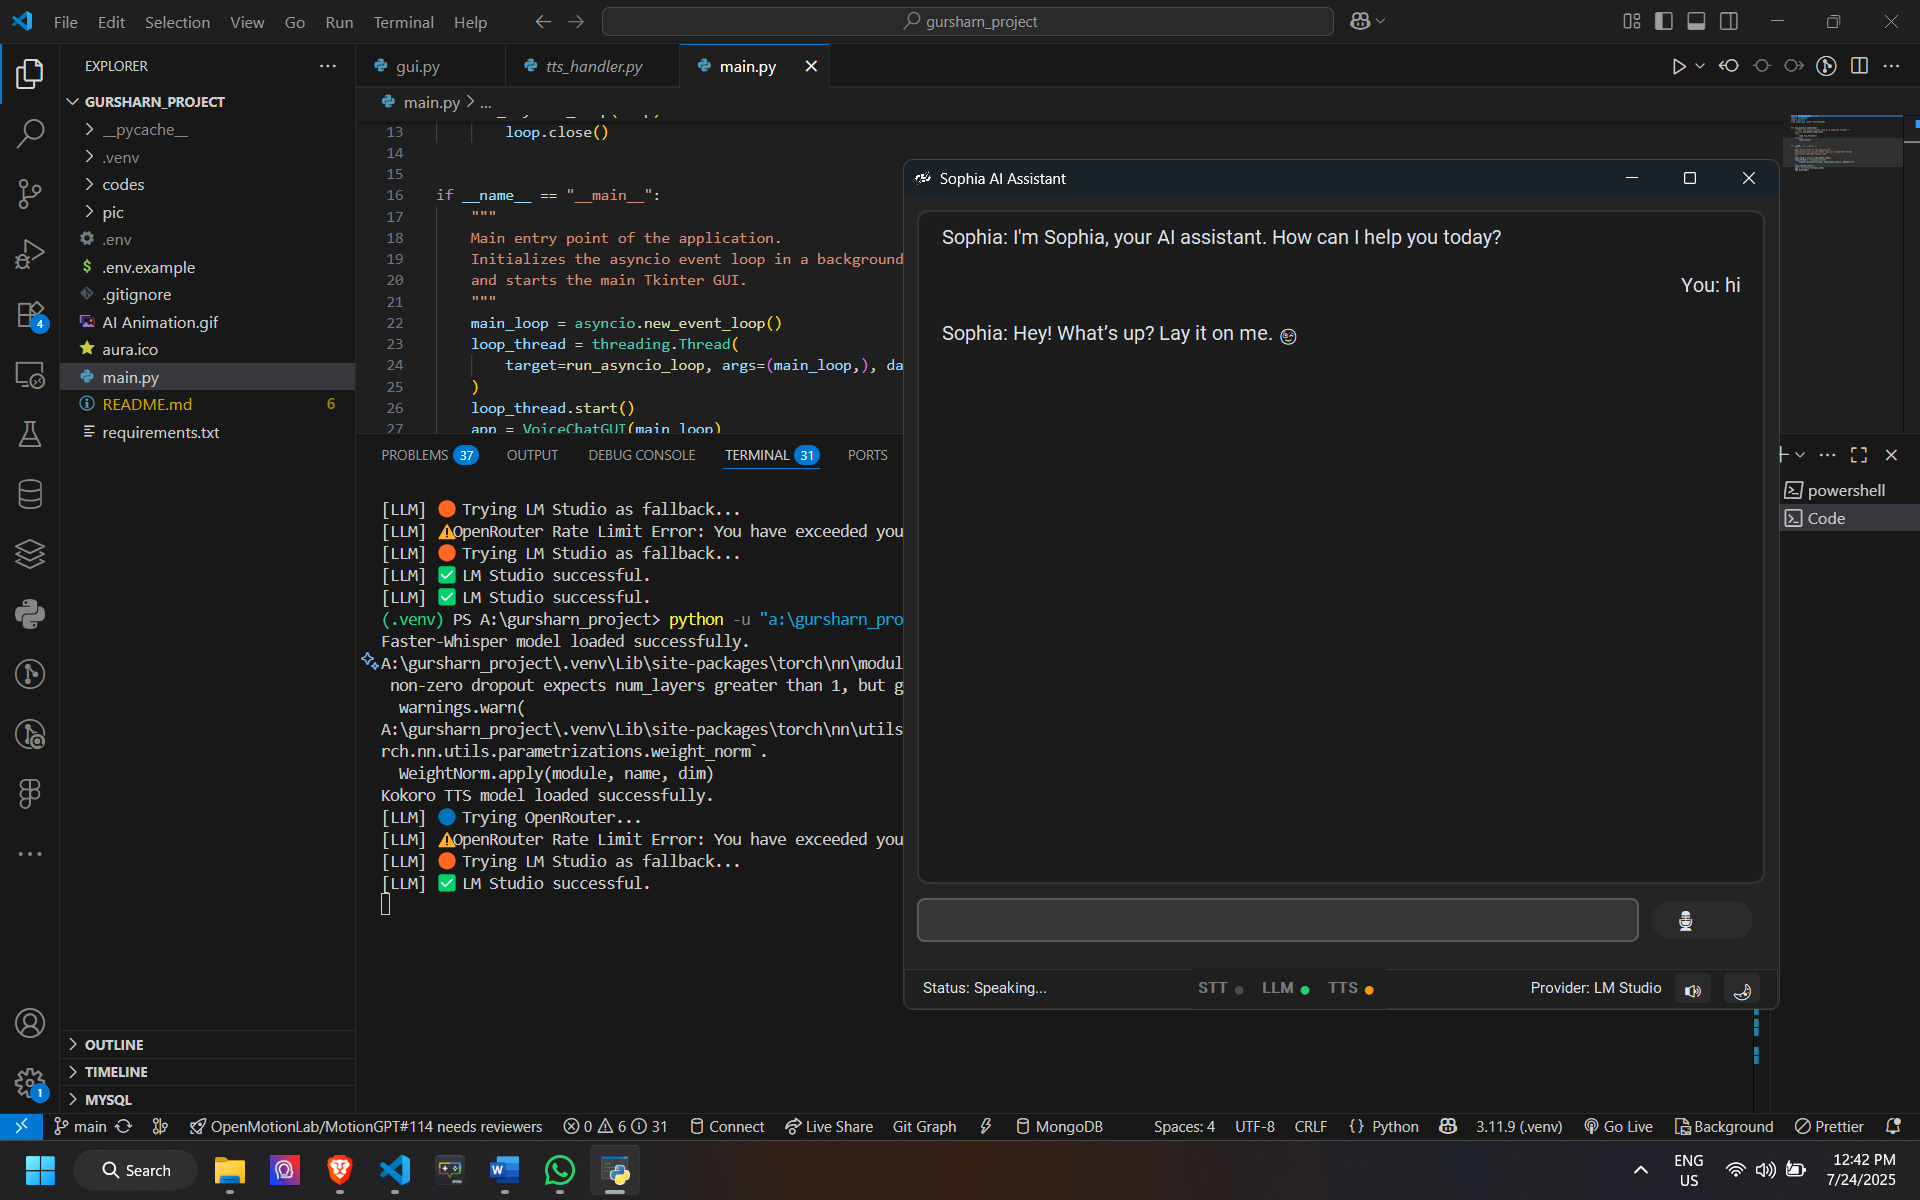 File Edit Selection View Go Run Terminal Help
gursharn_project
EXPLORER
gui.py
tts_handler.py
main.py
GURSHARN_PROJECT
__pycache__
.venv
codes
pic
.env
.env.example
.gitignore
AI Animation.gif
aura.ico
main.py
README.md 6
requirements.txt
OUTLINE
TIMELINE
MYSQL
main.py > ...
13 loop.close()
14
15
16 if __name__ == "__main__":
17 """
18 Main entry point of the application.
19 Initializes the asyncio event loop in a background
20 and starts the main Tkinter GUI.
21 """
22 main_loop = asyncio.new_event_loop()
23 loop_thread = threading.Thread(
24 target=run_asyncio_loop, args=(main_loop,), da
25 )
26 loop_thread.start()
27 app = VoiceChatGUI(main_loop)
PROBLEMS 37 OUTPUT DEBUG CONSOLE TERMINAL 31 PORTS
[LLM] 🟠 Trying LM Studio as fallback...
[LLM] ⚠️OpenRouter Rate Limit Error: You have exceeded you
[LLM] 🟠 Trying LM Studio as fallback...
[LLM] ✅ LM Studio successful.
[LLM] ✅ LM Studio successful.
(.venv) PS A:\gursharn_project> python -u "a:\gursharn_pro
Faster-Whisper model loaded successfully.
A:\gursharn_project\.venv\Lib\site-packages\torch\nn\modul
non-zero dropout expects num_layers greater than 1, but g
warnings.warn(
A:\gursharn_project\.venv\Lib\site-packages\torch\nn\utils
rch.nn.utils.parametrizations.weight_norm`.
WeightNorm.apply(module, name, dim)
Kokoro TTS model loaded successfully.
[LLM] 🔵 Trying OpenRouter...
[LLM] ⚠️OpenRouter Rate Limit Error: You have exceeded you
[LLM] 🟠 Trying LM Studio as fallback...
[LLM] ✅ LM Studio successful.
powershell
Code
Sophia AI Assistant
Sophia: I'm Sophia, your AI assistant. How can I help you today?
You: hi
Sophia: Hey! What’s up? Lay it on me. 😉
Status: Speaking... STT LLM TTS Provider: LM Studio
4
1
main OpenMotionLab/MotionGPT#114 needs reviewers 0 6 31 Connect Live Share Git Graph MongoDB Spaces: 4 UTF-8 CRLF {} Python 3.11.9 (.venv) Go Live Background Prettier
Search
ENG
US
12:42 PM
7/24/2025